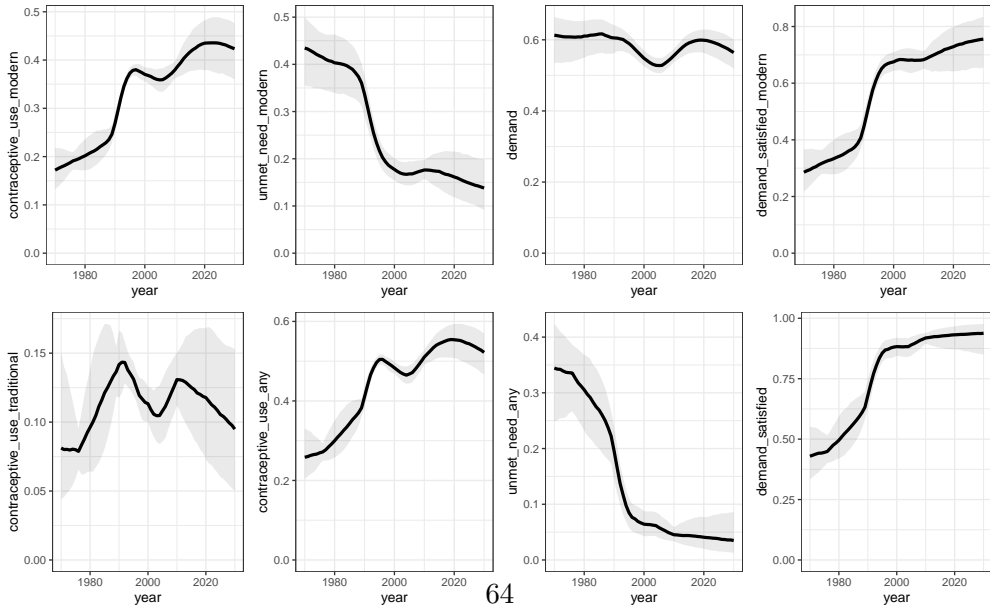 contraceptive_use_modern
0.5
0.4
0.3
0.2
0.1
0.0
1980 2000 2020
year
unmet_need_modern
0.5
0.4
0.3
0.2
0.1
0.0
1980 2000 2020
year
demand
0.6
0.4
0.2
0.0
1980 2000 2020
year
demand_satisfied_modern
0.8
0.6
0.4
0.2
0.0
1980 2000 2020
year
contraceptive_use_traditional
0.15
0.10
0.05
0.00
1980 2000 2020
year
contraceptive_use_any
0.6
0.4
0.2
0.0
1980 2000 2020
year
unmet_need_any
0.4
0.3
0.2
0.1
0.0
1980 2000 2020
year
demand_satisfied
1.00
0.75
0.50
0.25
0.00
1980 2000 2020
year
64